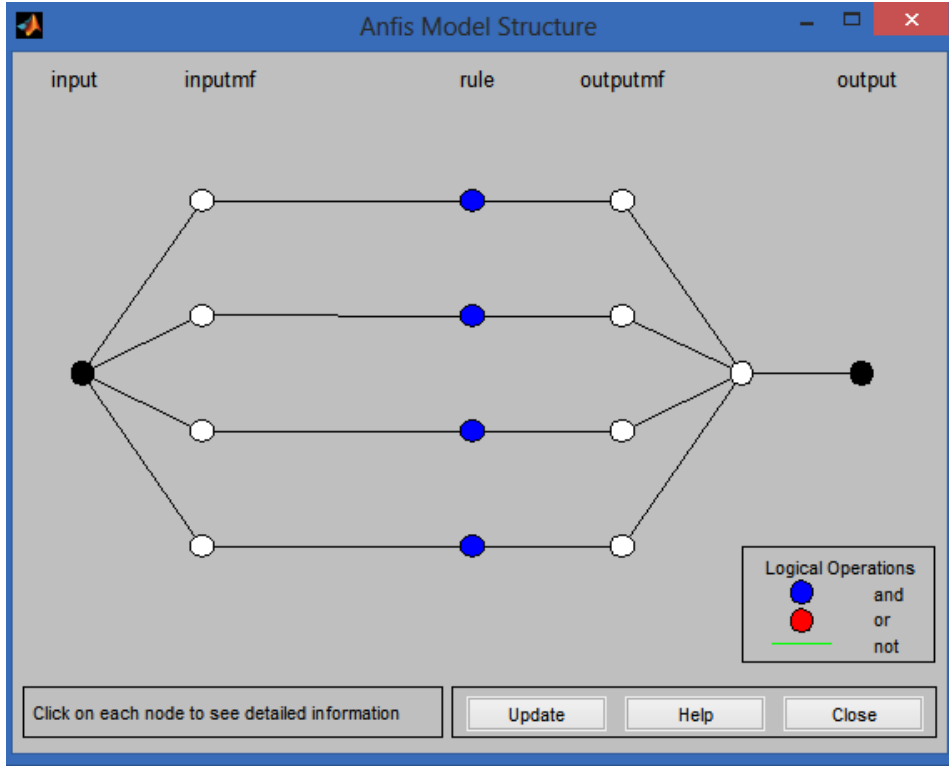 Anfis Model Structure
input inputmf rule outputmf output
Logical Operations
and
or
not
Click on each node to see detailed information
Update Help Close